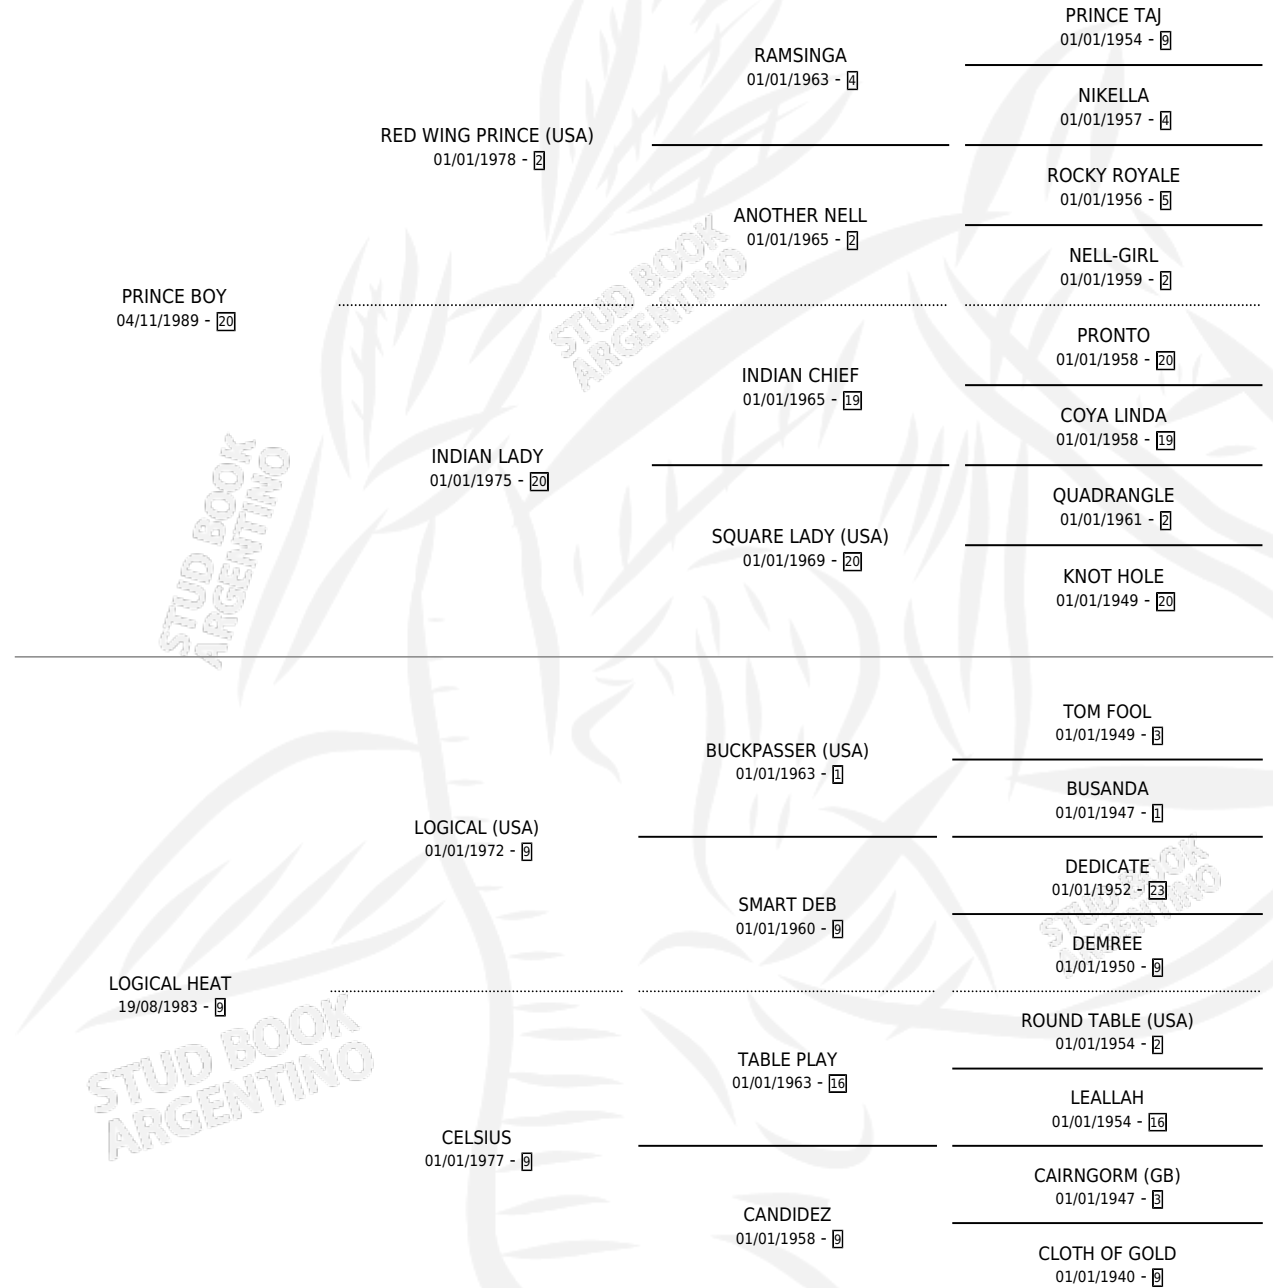 PRINCE TAJ
01/01/1954 - 9
RAMSINGA
01/01/1963 - 4
NIKELLA
01/01/1957 - 4
RED WING PRINCE (USA)
01/01/1978 - 2
ROCKY ROYALE
01/01/1956 - 5
ANOTHER NELL
01/01/1965 - 2
NELL-GIRL
01/01/1959 - 2
PRINCE BOY
04/11/1989 - 20
PRONTO
01/01/1958 - 20
INDIAN CHIEF
01/01/1965 - 19
COYA LINDA
01/01/1958 - 19
INDIAN LADY
01/01/1975 - 20
QUADRANGLE
01/01/1961 - 2
SQUARE LADY (USA)
01/01/1969 - 20
KNOT HOLE
01/01/1949 - 20
STUD BOOK
ARGENTINO
STUD BOOK
ARGENTINO
TOM FOOL
01/01/1949 - 3
BUCKPASSER (USA)
01/01/1963 - 1
BUSANDA
01/01/1947 - 1
LOGICAL (USA)
01/01/1972 - 9
DEDICATE
01/01/1952 - 23
SMART DEB
01/01/1960 - 9
DEMREE
01/01/1950 - 9
LOGICAL HEAT
19/08/1983 - 9
ROUND TABLE (USA)
01/01/1954 - 2
TABLE PLAY
01/01/1963 - 16
LEALLAH
01/01/1954 - 16
CELSIUS
01/01/1977 - 9
CAIRNGORM (GB)
01/01/1947 - 3
CANDIDEZ
01/01/1958 - 9
CLOTH OF GOLD
01/01/1940 - 9
STUD BOOK
ARGENTINO
STUD BOOK
ARGENTINO